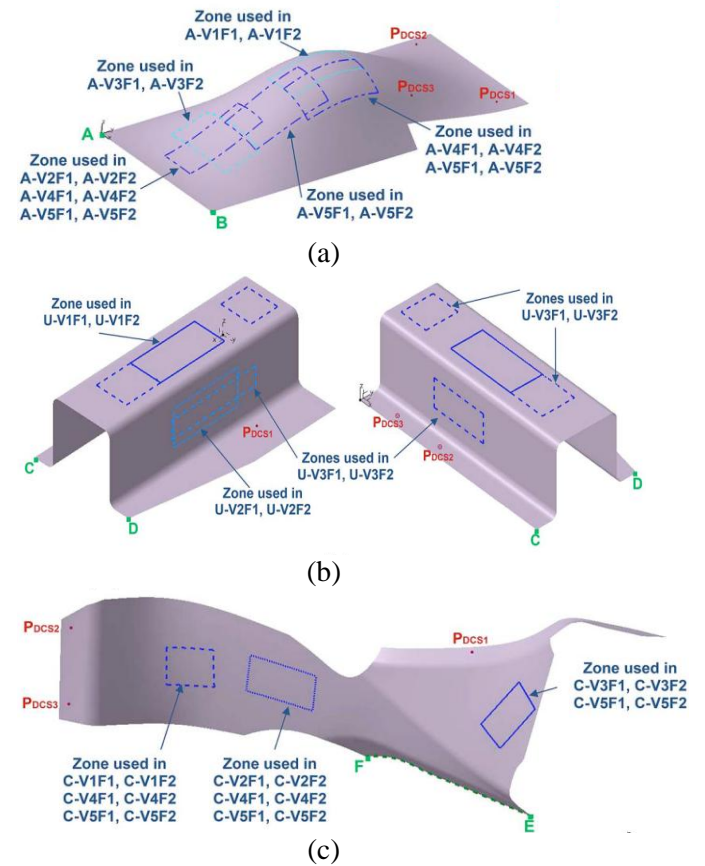 Zone used in
A-V1F1, A-V1F2
PDCS2
Zone used in
A-V3F1, A-V3F2
PDCS3
PDCS1
A
Zone used in
A-V2F1, A-V2F2
A-V4F1, A-V4F2
A-V5F1, A-V5F2
Zone used in
A-V4F1, A-V4F2
A-V5F1, A-V5F2
Zone used in
A-V5F1, A-V5F2
B
(a)
Zone used in
U-V1F1, U-V1F2
Zones used in
U-V3F1, U-V3F2
PDCS1
PDCS3
PDCS2
Zones used in
U-V3F1, U-V3F2
C
Zone used in
U-V2F1, U-V2F2
D
D
C
(b)
PDCS2
PDCS1
Zone used in
C-V3F1, C-V3F2
C-V5F1, C-V5F2
PDCS3
Zone used in
C-V1F1, C-V1F2
C-V4F1, C-V4F2
C-V5F1, C-V5F2
Zone used in
C-V2F1, C-V2F2
C-V4F1, C-V4F2
C-V5F1, C-V5F2
F
E
(c)